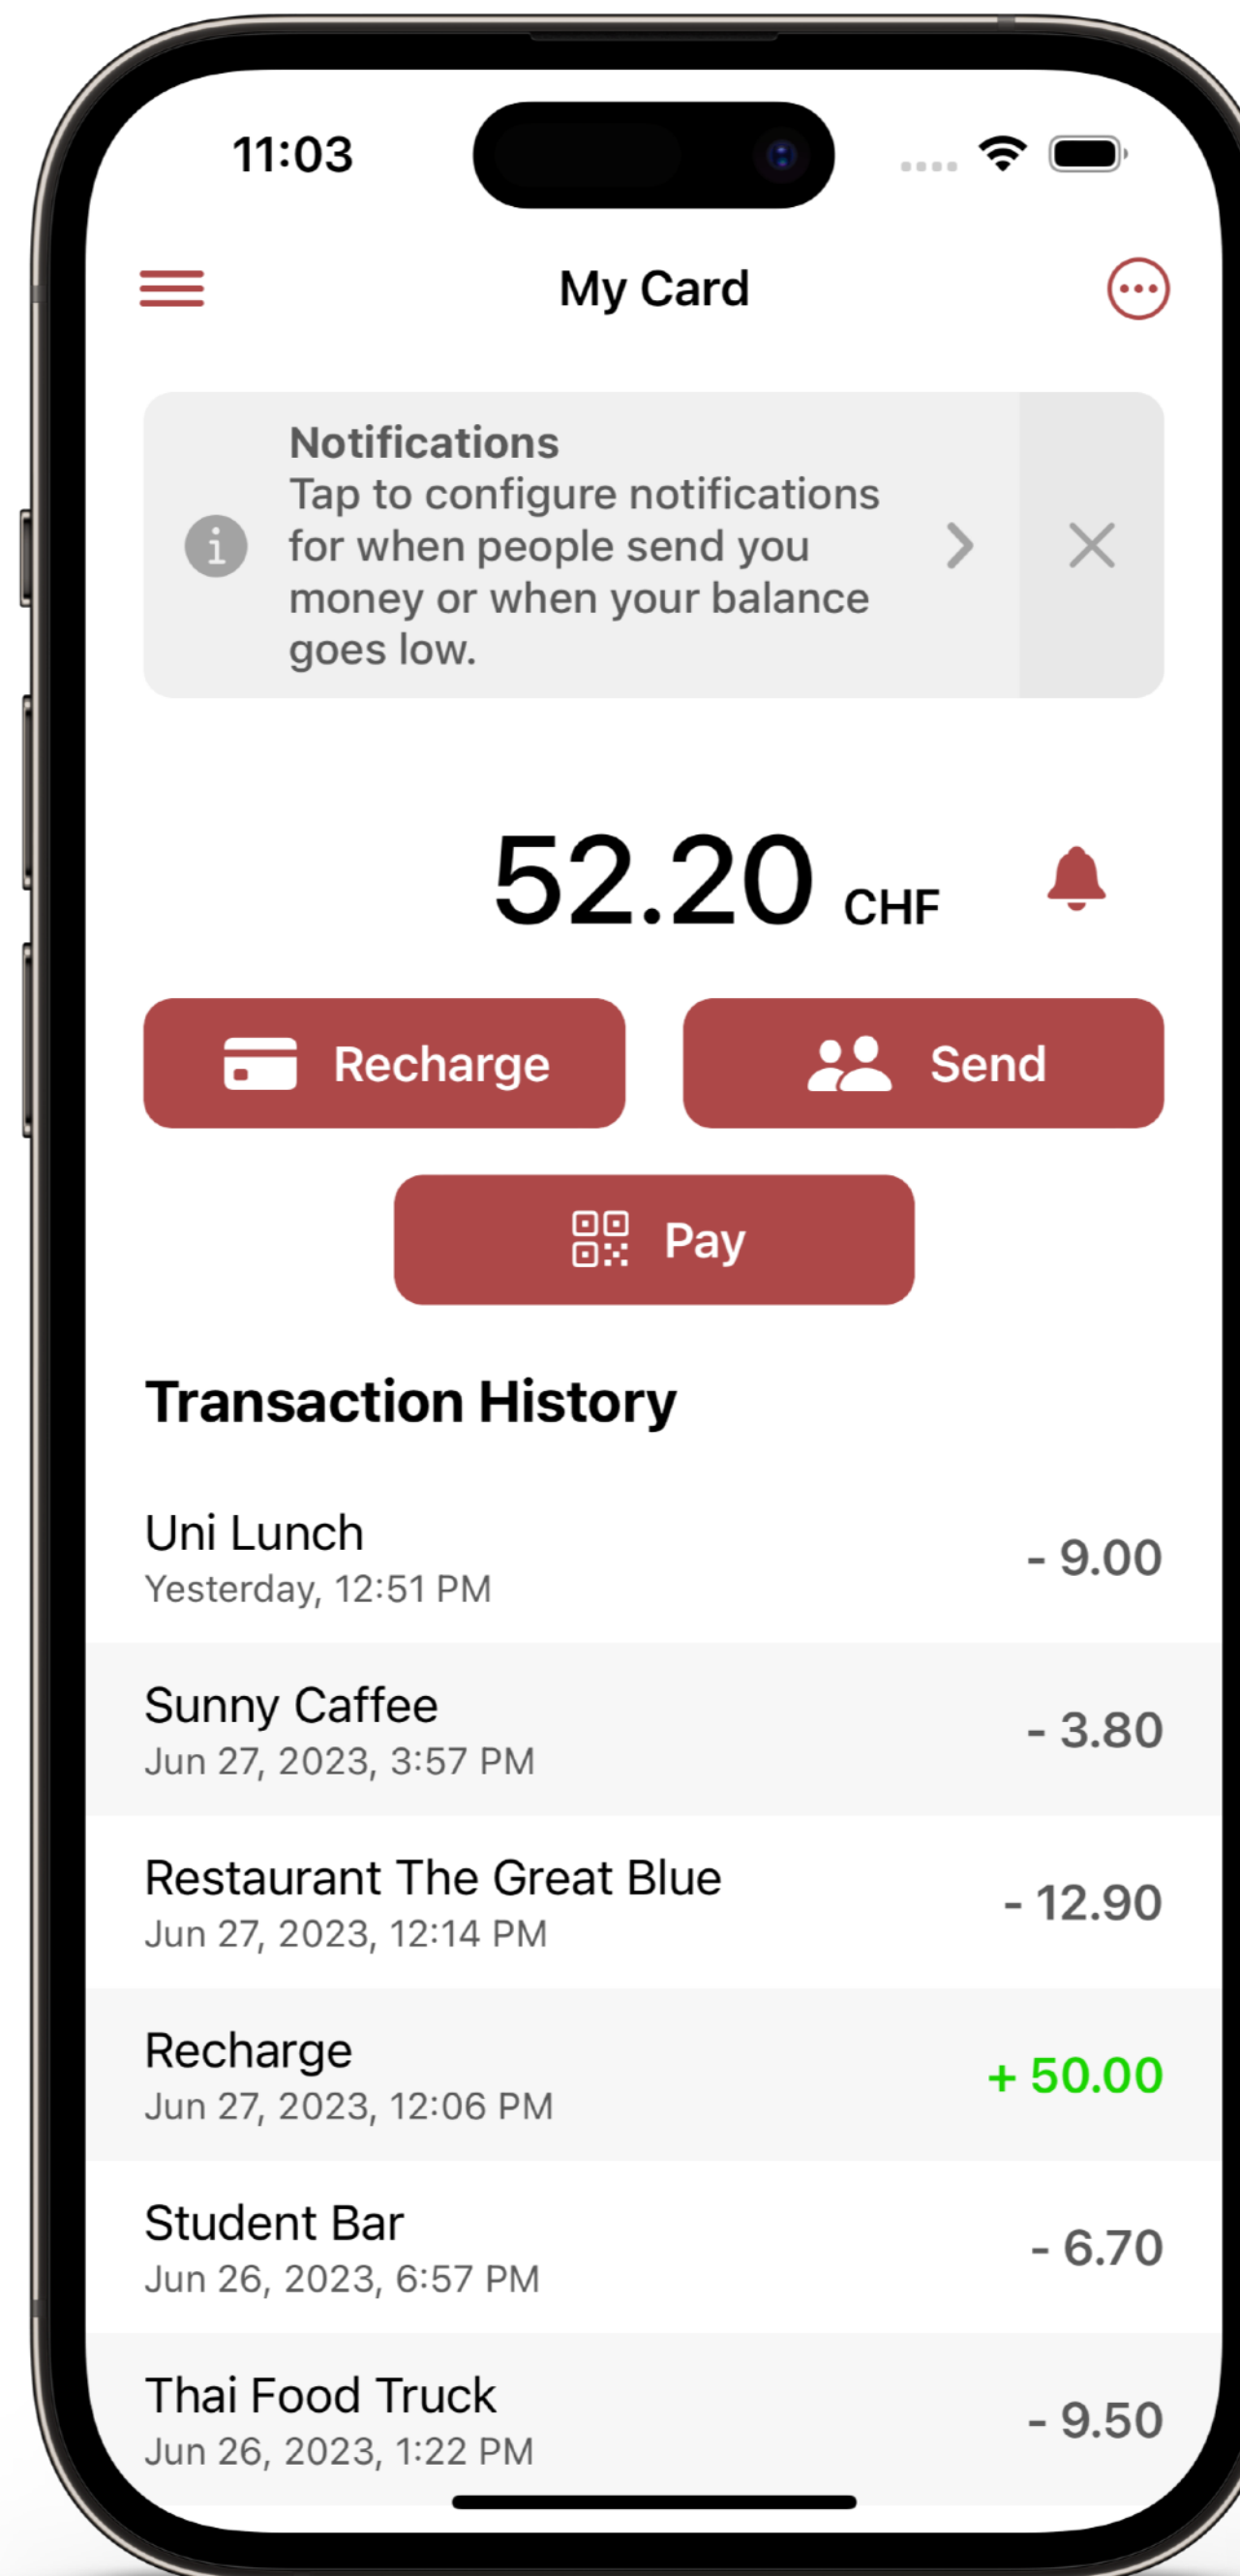 11:03
My Card
Notifications
Tap to configure notifications
for when people send you
money or when your balance
goes low.
52.20 CHF
Recharge
Send
Pay
Transaction History
Uni Lunch
- 9.00
Yesterday, 12:51 PM
Sunny Caffee
- 3.80
Jun 27, 2023, 3:57 PM
Restaurant The Great Blue
- 12.90
Jun 27, 2023, 12:14 PM
Recharge
+ 50.00
Jun 27, 2023, 12:06 PM
Student Bar
- 6.70
Jun 26, 2023, 6:57 PM
Thai Food Truck
- 9.50
Jun 26, 2023, 1:22 PM